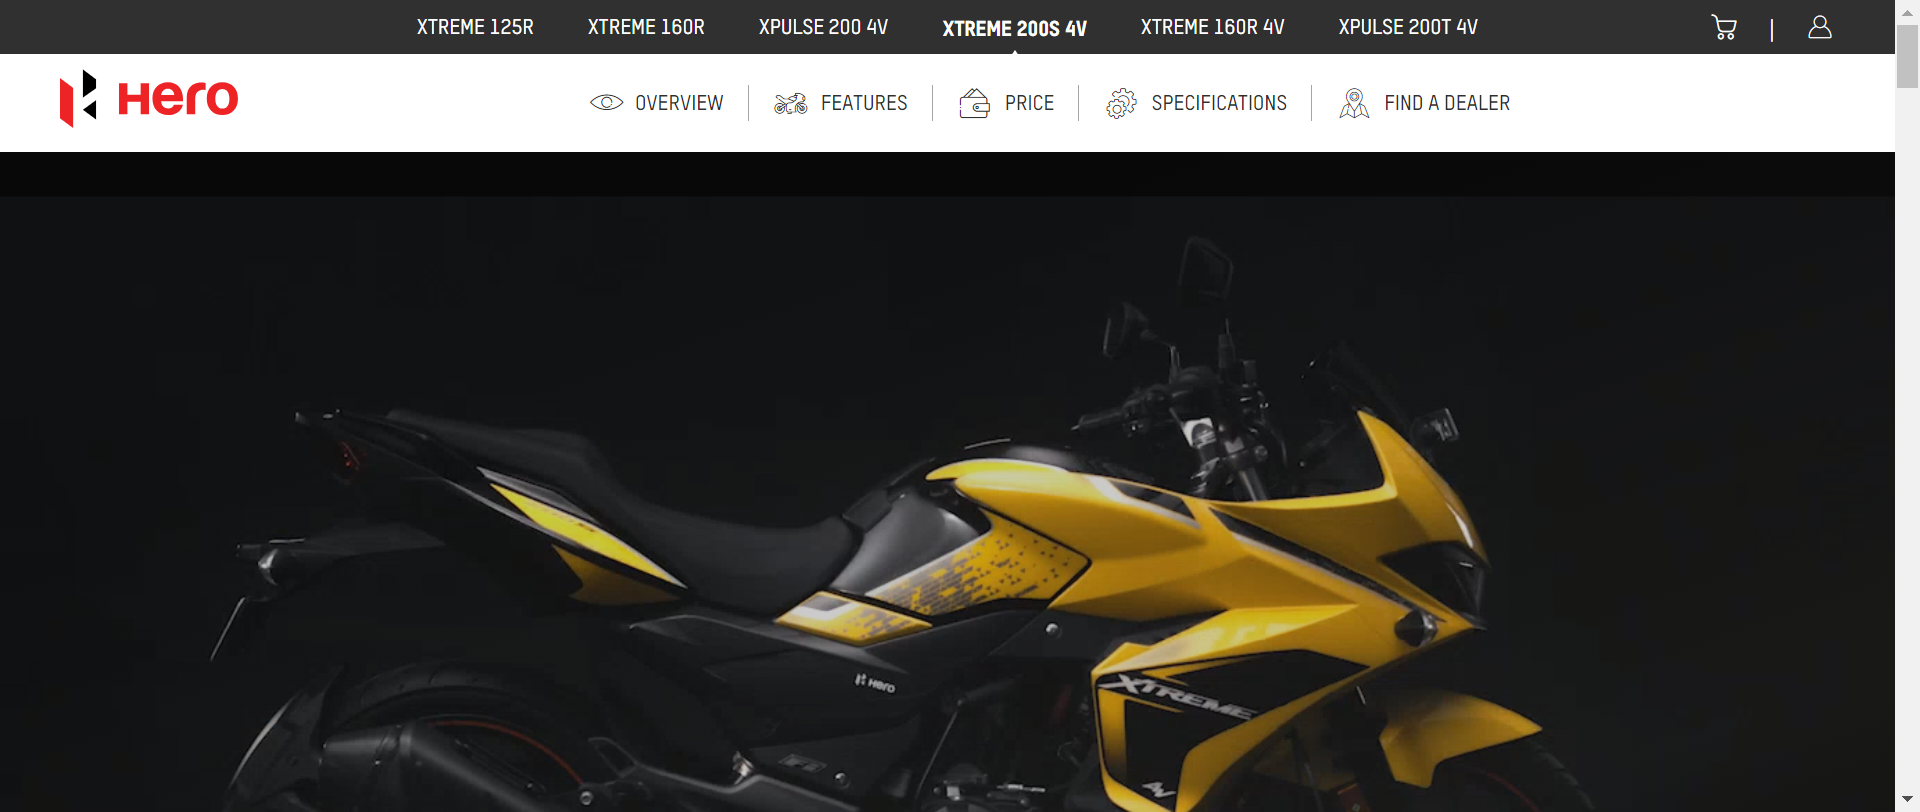 XTREME 125R XTREME 160R XPULSE 200 4V XTREME 200S 4V XTREME 160R 4V XPULSE 200T 4V
Hero OVERVIEW FEATURES PRICE SPECIFICATIONS FIND A DEALER
Hero
XTREME